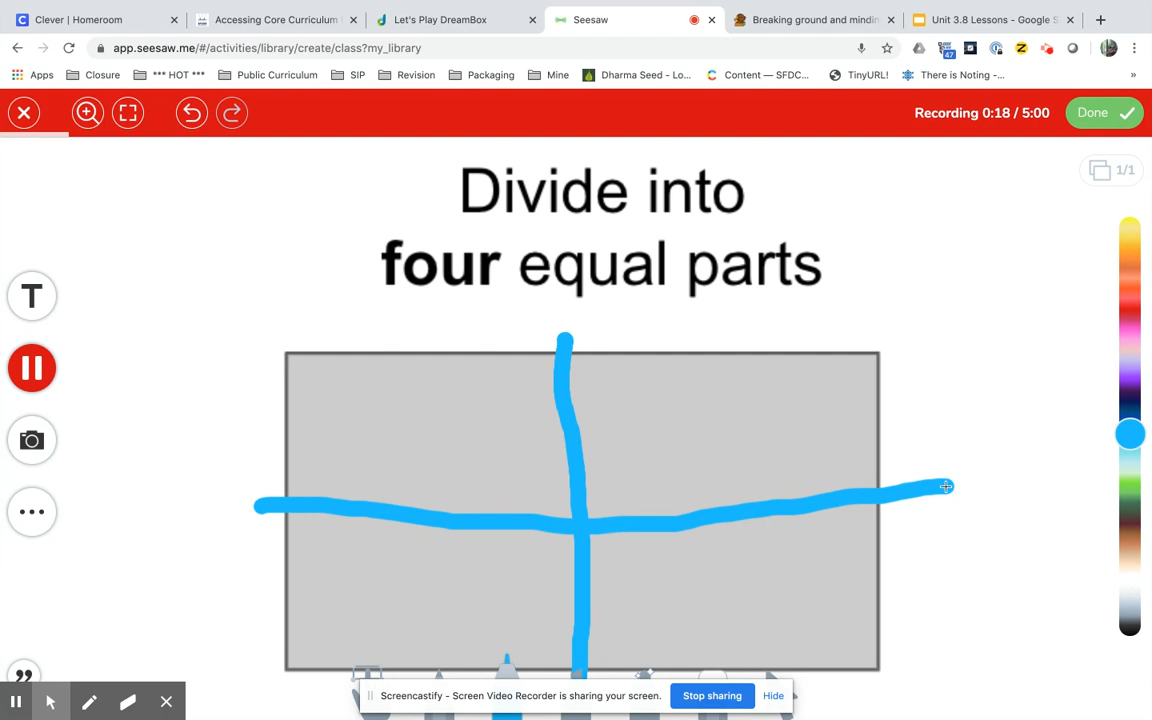 Clever | Homeroom
Accessing Core Curriculum
Let's Play DreamBox
Seesaw
Breaking ground and mindin
Unit 3.8 Lessons - Google S
app.seesaw.me/#/activities/library/create/class?my_library
47
Apps
Closure
*** HOT ***
Public Curriculum
SIP
Revision
Packaging
Mine
Dharma Seed - Lo...
Content — SFDC...
TinyURL!
There is Noting -...
»
Recording 0:18 / 5:00
Done
1/1
Divide into
four equal parts
T
Screencastify - Screen Video Recorder is sharing your screen.
Stop sharing
Hide